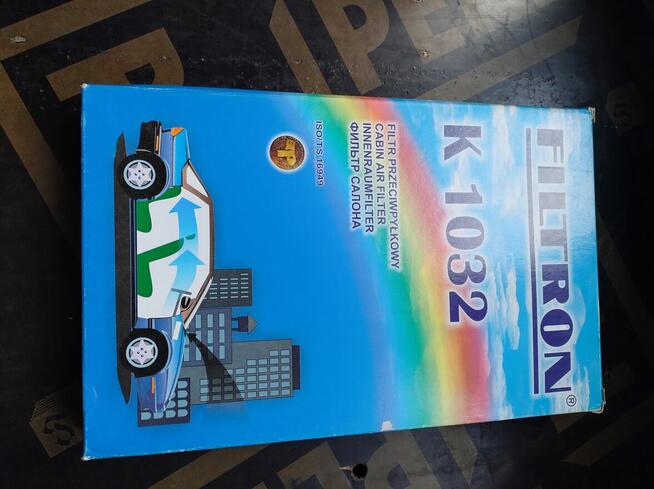 FILTRON®
K 1032
FILTR PRZECIWPYŁKOWY
CABIN AIR FILTER
INNENRAUMFILTER
ФИЛЬТР САЛОНА
ISO/TS 16949